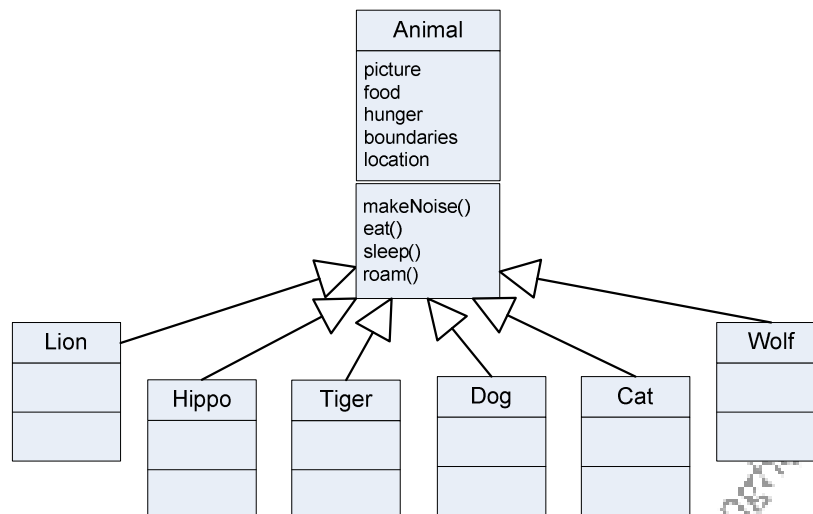 Animal
picture
food
hunger
boundaries
location
makeNoise()
eat()
sleep()
roam()
Lion
Hippo
Tiger
Dog
Cat
Wolf